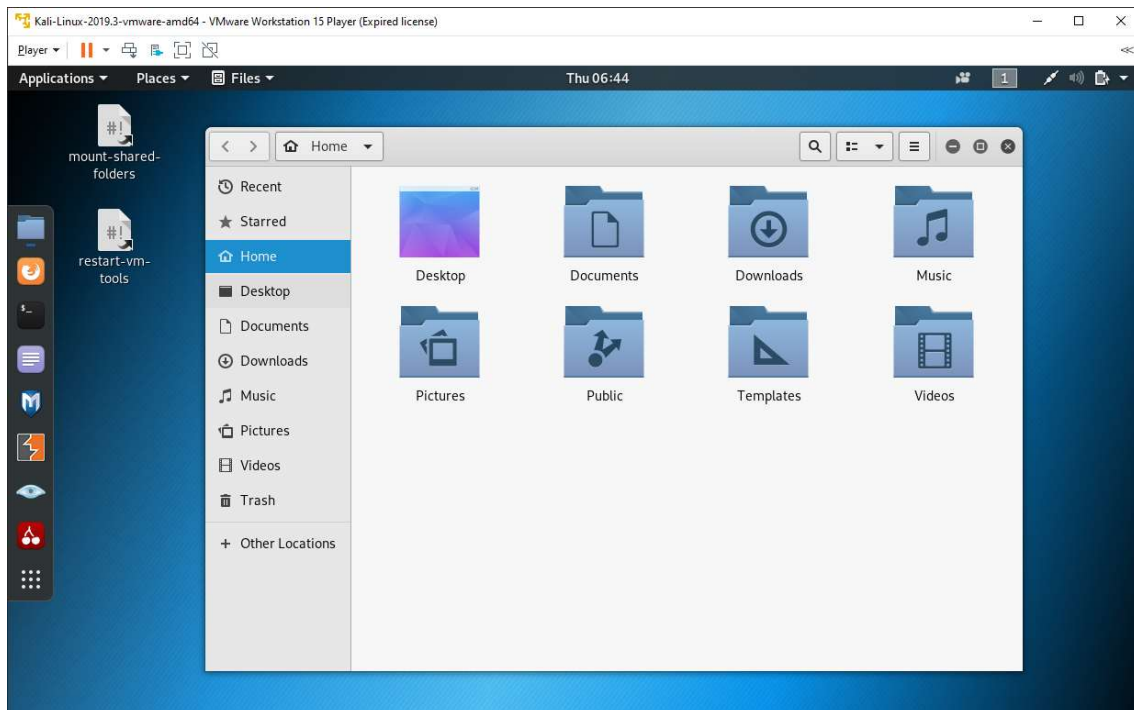 Kali-Linux-2019.3-vmware-amd64 - VMware Workstation 15 Player (Expired license)
Player
Applications Places Files Thu 06:44 1
#!
mount-shared-
folders
#!
restart-vm-
tools
$_
Home
Recent
Starred
Home
Desktop
Documents
Downloads
Music
Pictures
Videos
Trash
+ Other Locations
Desktop Documents Downloads Music
Pictures Public Templates Videos